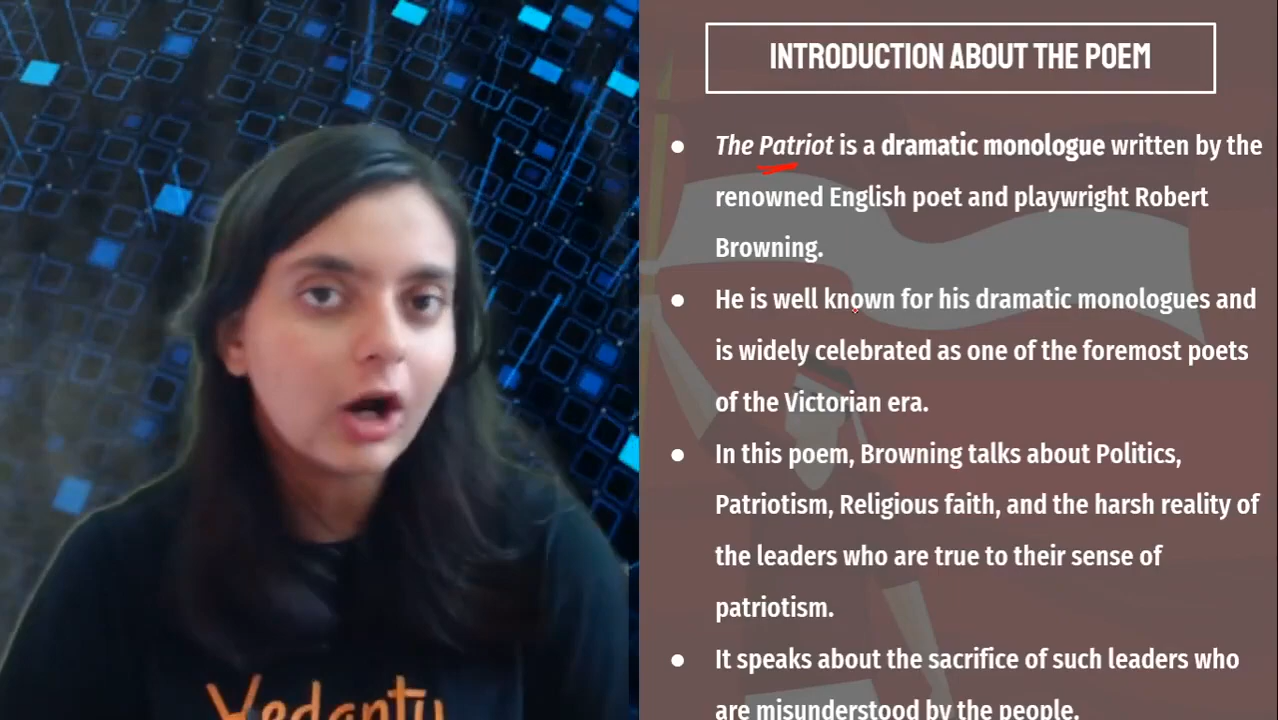 INTRODUCTION ABOUT THE POEM
● The Patriot is a dramatic monologue written by the
renowned English poet and playwright Robert
Browning.
● He is well known for his dramatic monologues and
is widely celebrated as one of the foremost poets
of the Victorian era.
● In this poem, Browning talks about Politics,
Patriotism, Religious faith, and the harsh reality of
the leaders who are true to their sense of
patriotism.
● It speaks about the sacrifice of such leaders who
are misunderstood by the people.
Vedantu